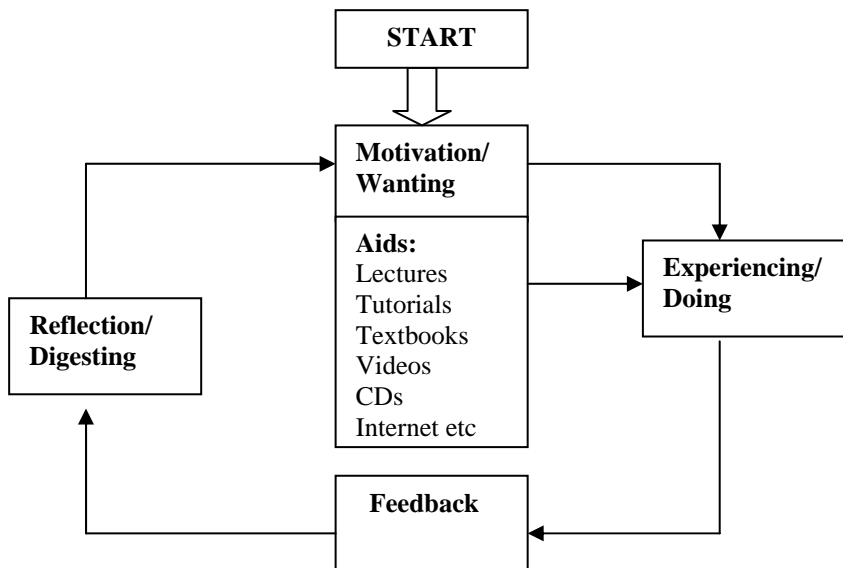 START
Motivation/
Wanting
Aids:
Lectures
Tutorials
Textbooks
Videos
CDs
Internet etc
Experiencing/
Doing
Reflection/
Digesting
Feedback